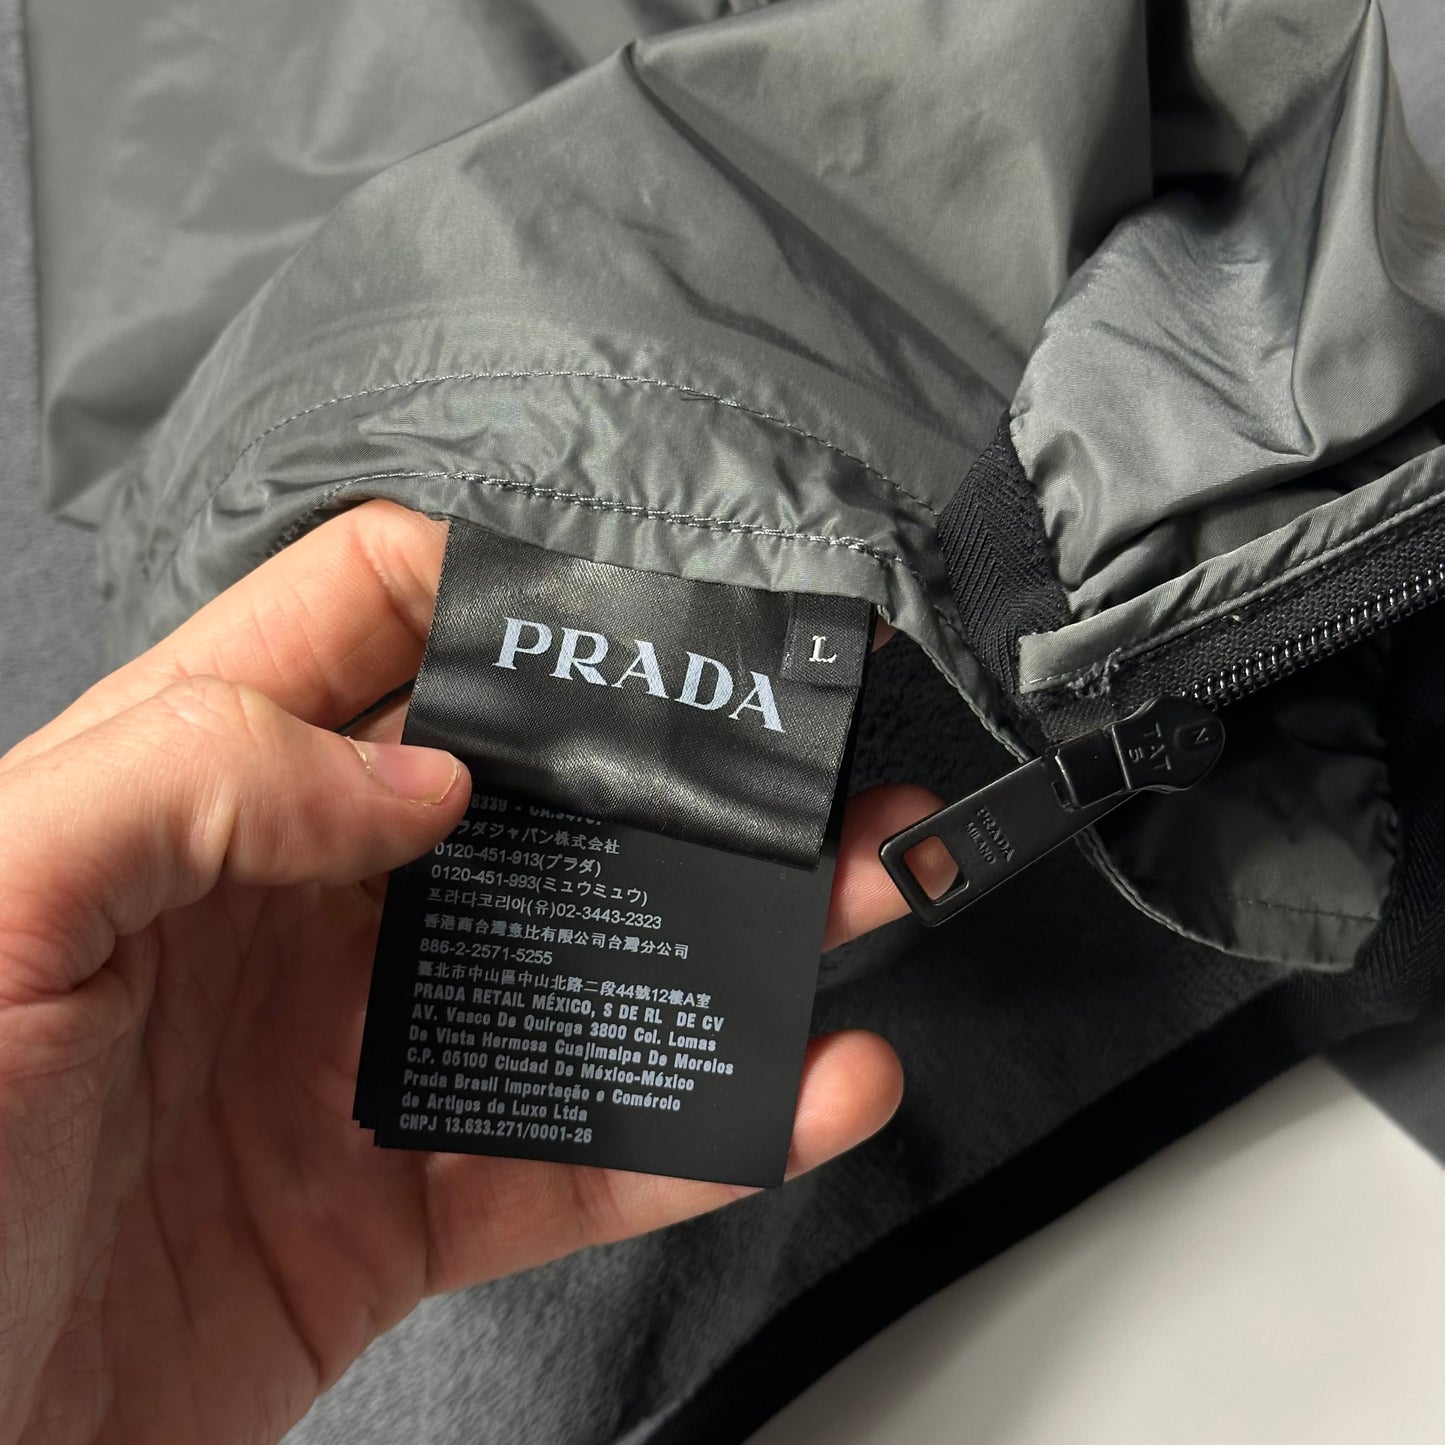 PRADA
L
8339 - CA.34787
プラダジャパン株式会社
0120-451-913(プラダ)
0120-451-993(ミュウミュウ)
프라다코리아(유)02-3443-2323
香港商台灣意比有限公司台灣分公司
886-2-2571-5255
臺北市中山區中山北路二段44號12樓A室
PRADA RETAIL MÉXICO, S DE RL DE CV
AV. Vasco De Quiroga 3800 Col. Lomas
De Vista Hermosa Cuajimalpa De Morelos
C.P. 05100 Ciudad De México-México
Prada Brasil Importação e Comércio
de Artigos de Luxo Ltda
CNPJ 13.633.271/0001-26
PRADA
MILANO